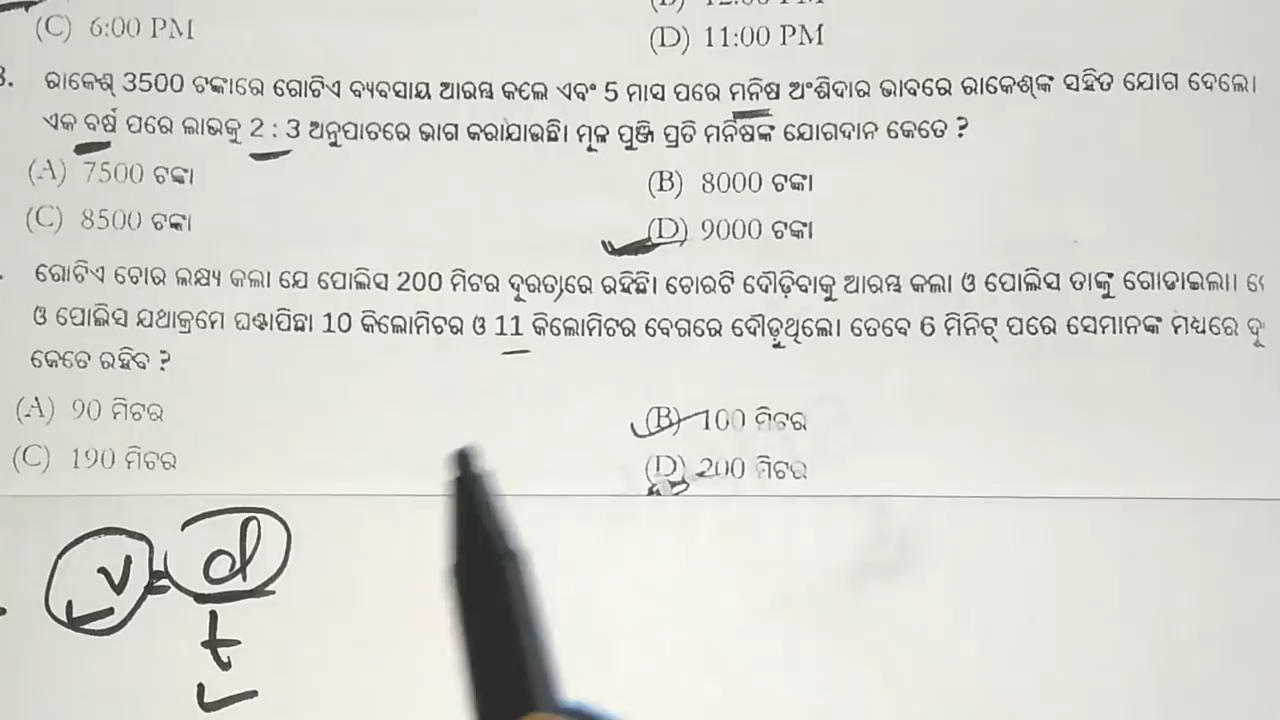 (C) 6:00 PM
(D) 11:00 PM
3. ରାକେଶ୍ 3500 ଟଙ୍କାରେ ଗୋଟିଏ ବ୍ୟବସାୟ ଆରମ୍ଭ କଲେ ଏବଂ 5 ମାସ ପରେ ମନିଷ ଅଂଶିଦାର ଭାବରେ ରାକେଶ୍‌ଙ୍କ ସହିତ ଯୋଗ ଦେଲେ।
ଏକ ବର୍ଷ ପରେ ଲାଭକୁ 2 : 3 ଅନୁପାତରେ ଭାଗ କରାଯାଉଛି। ମୂଳ ପୁଞ୍ଜି ପ୍ରତି ମନିଷଙ୍କ ଯୋଗଦାନ କେତେ ?
(A) 7500 ଟଙ୍କା
(B) 8000 ଟଙ୍କା
(C) 8500 ଟଙ୍କା
(D) 9000 ଟଙ୍କା
ଗୋଟିଏ ଚୋର ଲକ୍ଷ୍ୟ କଲା ଯେ ପୋଲିସ 200 ମିଟର ଦୂରତ୍ୱରେ ରହିଛି। ଚୋରଟି ଦୌଡ଼ିବାକୁ ଆରମ୍ଭ କଲା ଓ ପୋଲିସ ତାଙ୍କୁ ଗୋଡାଇଲା।
ଓ ପୋଲିସ ଯଥାକ୍ରମେ ଘଣ୍ଟାପିଛା 10 କିଲୋମିଟର ଓ 11 କିଲୋମିଟର ବେଗରେ ଦୌଡୁଥିଲେ। ତେବେ 6 ମିନିଟ୍ ପରେ ସେମାନଙ୍କ ମଧ୍ୟରେ
କେତେ ରହିବ ?
(A) 90 ମିଟର
(B) 100 ମିଟର
(C) 190 ମିଟର
(D) 200 ମିଟର
v = d
t